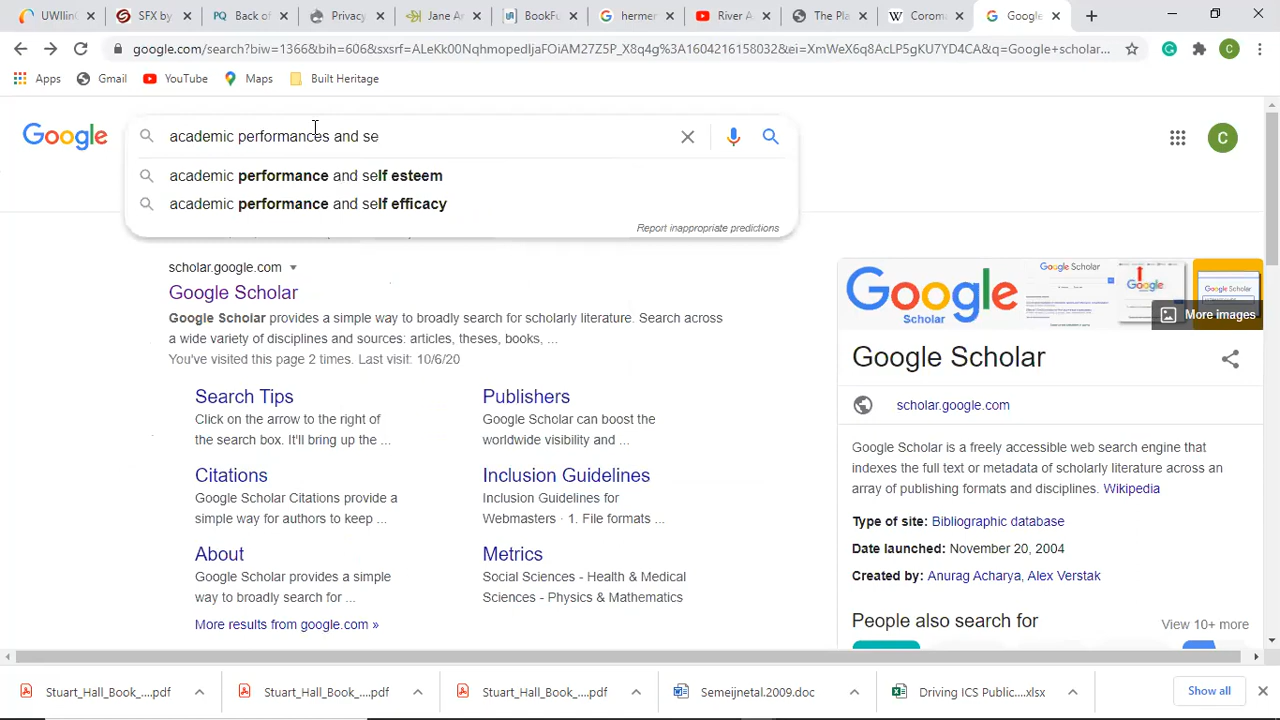 UWIlinC
SFX by
Back of
Privacy
Jane Au
BookFu
hermen
River A
The Pla
Coroma
Google
google.com/search?biw=1366&bih=606&sxsrf=ALeKk00NqhmopedIjaFOiAM27Z5P_X8q4g%3A1604216158032&ei=XmWeX6q8AcLP5gKU7YD4CA&q=Google+scholar...
C
Apps
Gmail
YouTube
Maps
Built Heritage
Google
academic performances and se
C
academic performance and self esteem
academic performance and self efficacy
Report inappropriate predictions
scholar.google.com
Google Scholar
Google Scholar provides a simple way to broadly search for scholarly literature. Search across
a wide variety of disciplines and sources: articles, theses, books, ...
You've visited this page 2 times. Last visit: 10/6/20
Search Tips
Click on the arrow to the right of
the search box. It'll bring up the ...
Publishers
Google Scholar can boost the
worldwide visibility and ...
Citations
Google Scholar Citations provide a
simple way for authors to keep ...
Inclusion Guidelines
Inclusion Guidelines for
Webmasters · 1. File formats ...
About
Google Scholar provides a simple
way to broadly search for ...
Metrics
Social Sciences - Health & Medical
Sciences - Physics & Mathematics
More results from google.com »
Google
Scholar
Google Scholar
Google
Google Scholar
More images
Google Scholar
scholar.google.com
Google Scholar is a freely accessible web search engine that
indexes the full text or metadata of scholarly literature across an
array of publishing formats and disciplines. Wikipedia
Type of site: Bibliographic database
Date launched: November 20, 2004
Created by: Anurag Acharya, Alex Verstak
People also search for
View 10+ more
Stuart_Hall_Book_....pdf
Stuart_Hall_Book_....pdf
Stuart_Hall_Book_....pdf
Semeijnetal.2009.doc
Driving ICS Public....xlsx
Show all